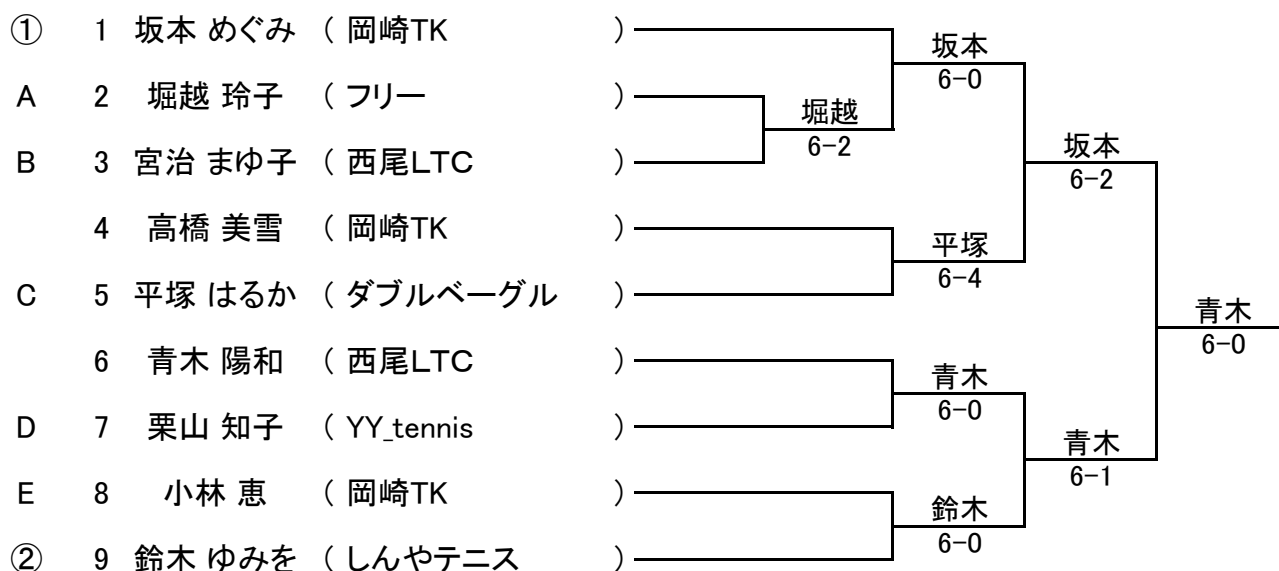 ① 1 坂本 めぐみ ( 岡崎TK )
坂本
6-0
A 2 堀越 玲子 ( フリー )
堀越
6-2
B 3 宮治 まゆ子 ( 西尾LTC )
坂本
6-2
4 高橋 美雪 ( 岡崎TK )
平塚
6-4
C 5 平塚 はるか ( ダブルベーグル )
青木
6-0
6 青木 陽和 ( 西尾LTC )
青木
6-0
D 7 栗山 知子 ( YY_tennis )
青木
6-1
E 8 小林 恵 ( 岡崎TK )
鈴木
6-0
② 9 鈴木 ゆみを ( しんやテニス )